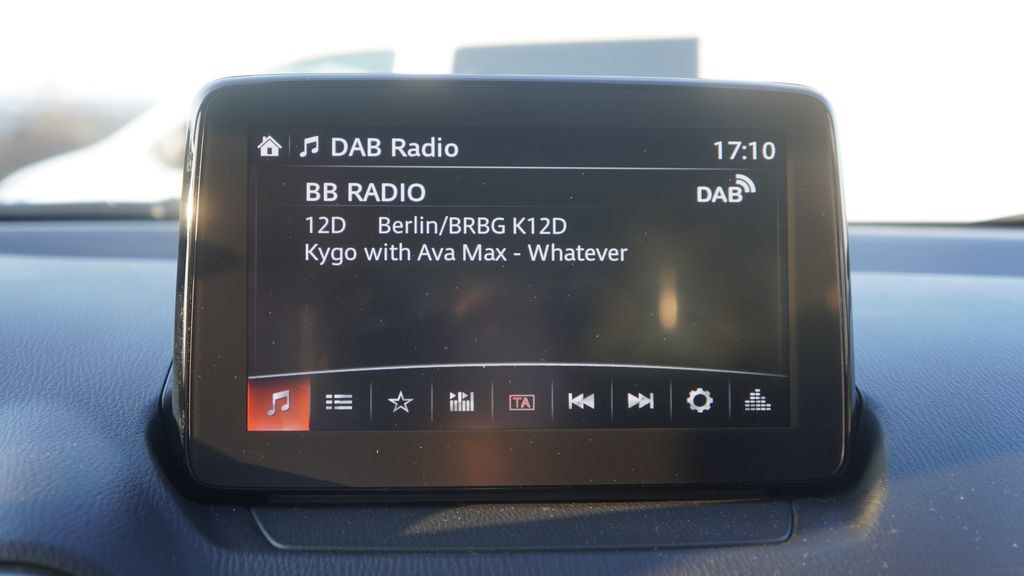 DAB Radio 17:10
BB RADIO DAB
12D Berlin/BRBG K12D
Kygo with Ava Max - Whatever
TA